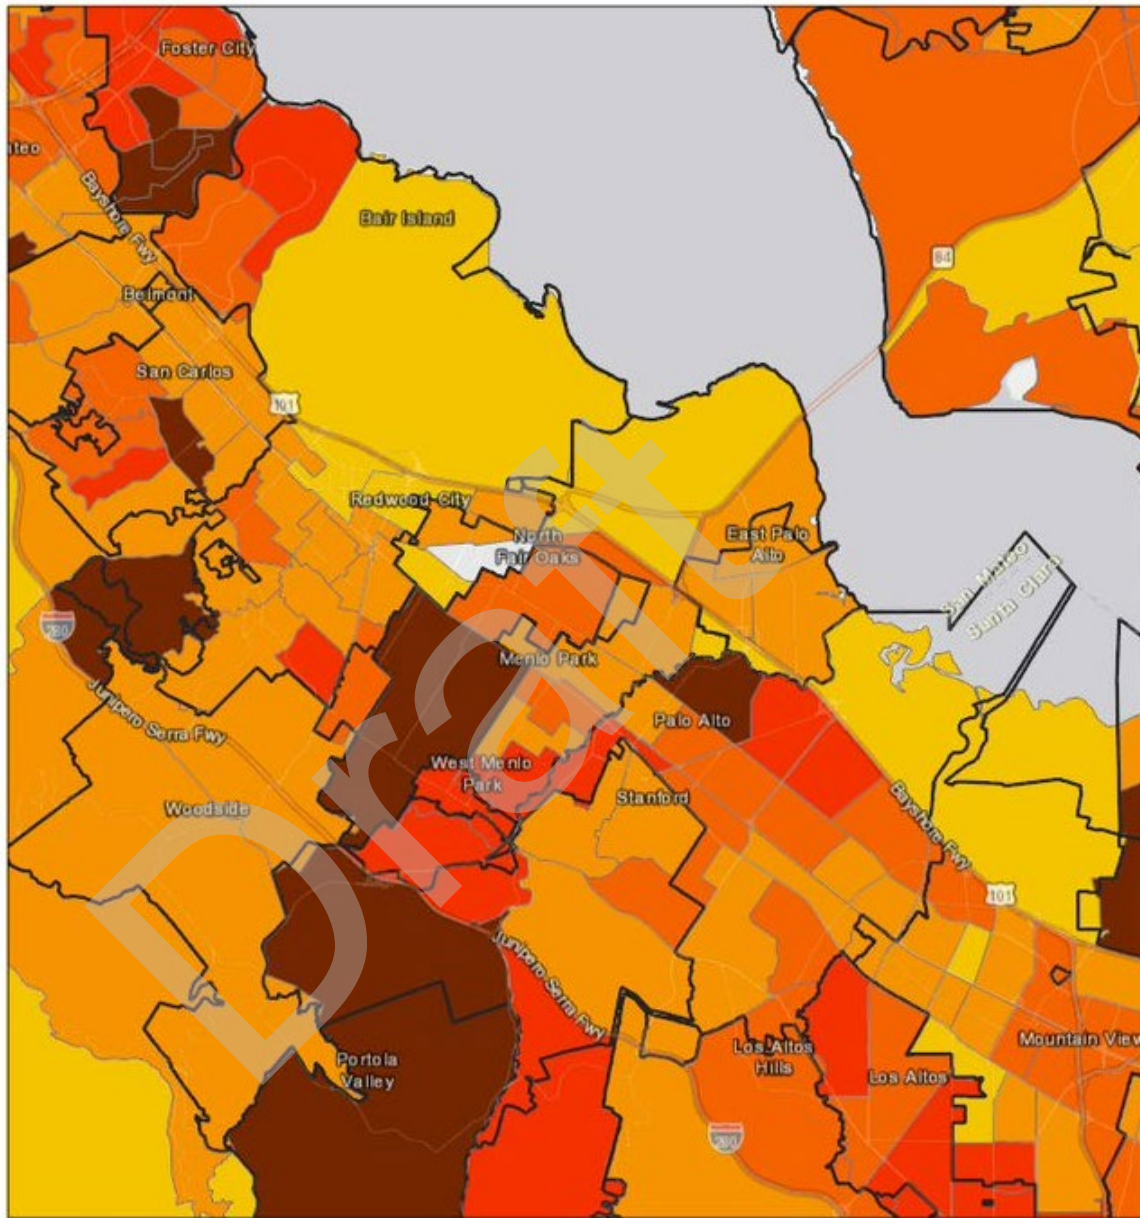 Foster City
ateo
Bayshore Fwy
Bair Island
84
Belmont
San Carlos
101
Redwood City
North
Fair Oaks
East Palo
Alto
San Mateo
Santa Clara
280
Menlo Park
Junipero Serra Fwy
Palo Alto
West Menlo
Park
Stanford
Woodside
Bayshore Fwy
101
Junipero Serra Fwy
Portola
Valley
Los Altos
Hills
Mountain View
Los Altos
280
Draft